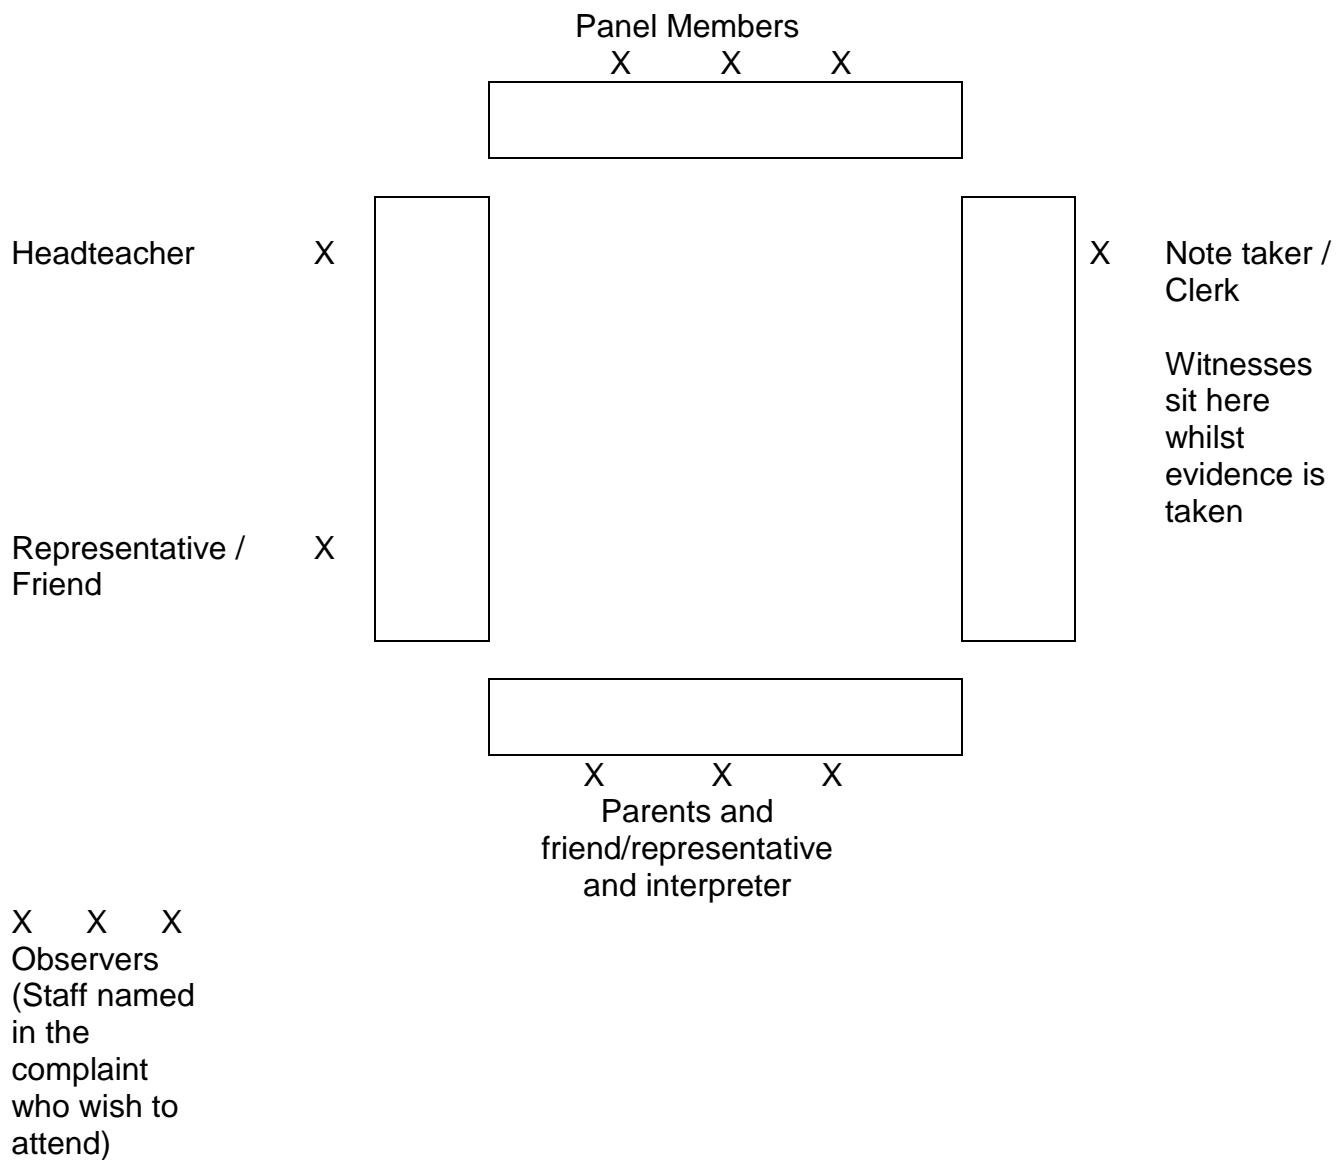 Panel Members
X X X
Headteacher X
X Note taker /
Clerk
Witnesses
sit here
whilst
evidence is
taken
Representative / X
Friend
X X X
Parents and
friend/representative
and interpreter
X X X
Observers
(Staff named
in the
complaint
who wish to
attend)